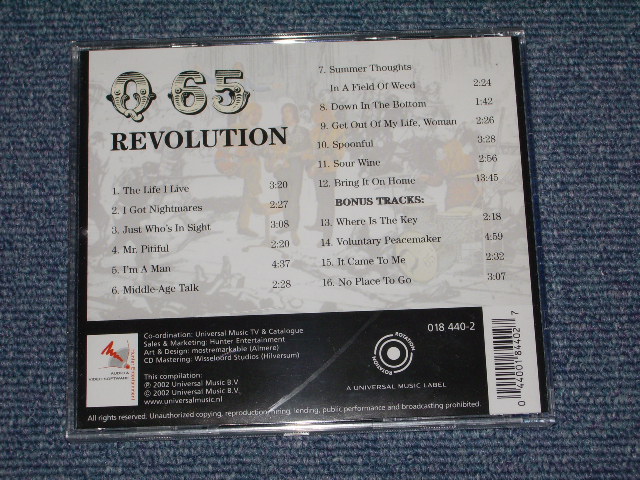 Q 65
REVOLUTION
1. The Life I Live 3:20
2. I Got Nightmares 2:27
3. Just Who's In Sight 3:08
4. Mr. Pitiful 2:20
5. I'm A Man 4:37
6. Middle-Age Talk 2:28
7. Summer Thoughts
In A Field Of Weed 2:24
8. Down In The Bottom 1:42
9. Get Out Of My Life, Woman 2:26
10. Spoonful 3:28
11. Sour Wine 2:56
12. Bring It On Home 13:45
BONUS TRACKS:
13. Where Is The Key 2:18
14. Voluntary Peacemaker 4:59
15. It Came To Me 2:32
16. No Place To Go 3:07
Co-ordination: Universal Music TV & Catalogue
Sales & Marketing: Hunter Entertainment
Art & Design: mostremarkable (Almere)
CD Mastering: Wisseloord Studios (Hilversum)
This compilation:
℗ 2002 Universal Music B.V.
© 2002 Universal Music B.V.
www.universalmusic.nl
ROTATION
ROTATION
A UNIVERSAL MUSIC LABEL
018 440-2
0 44001 84402 7
All rights reserved. Unauthorized copying, reproduction, hiring, lending, public performance and broadcasting prohibited.